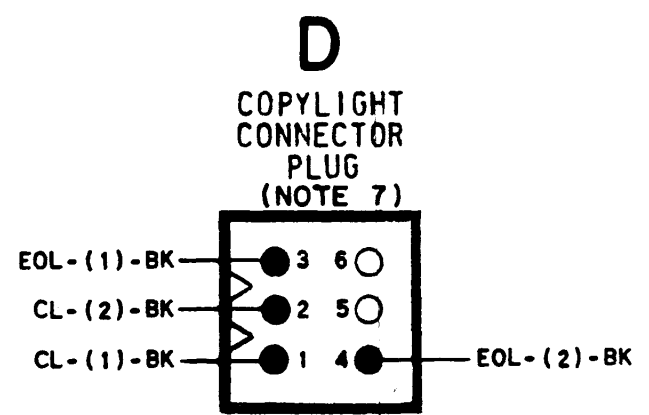 D
COPYLIGHT
CONNECTOR
PLUG
(NOTE 7)
EOL-(1)-BK 3 6
CL-(2)-BK 2 5
CL-(1)-BK 1 4 EOL-(2)-BK